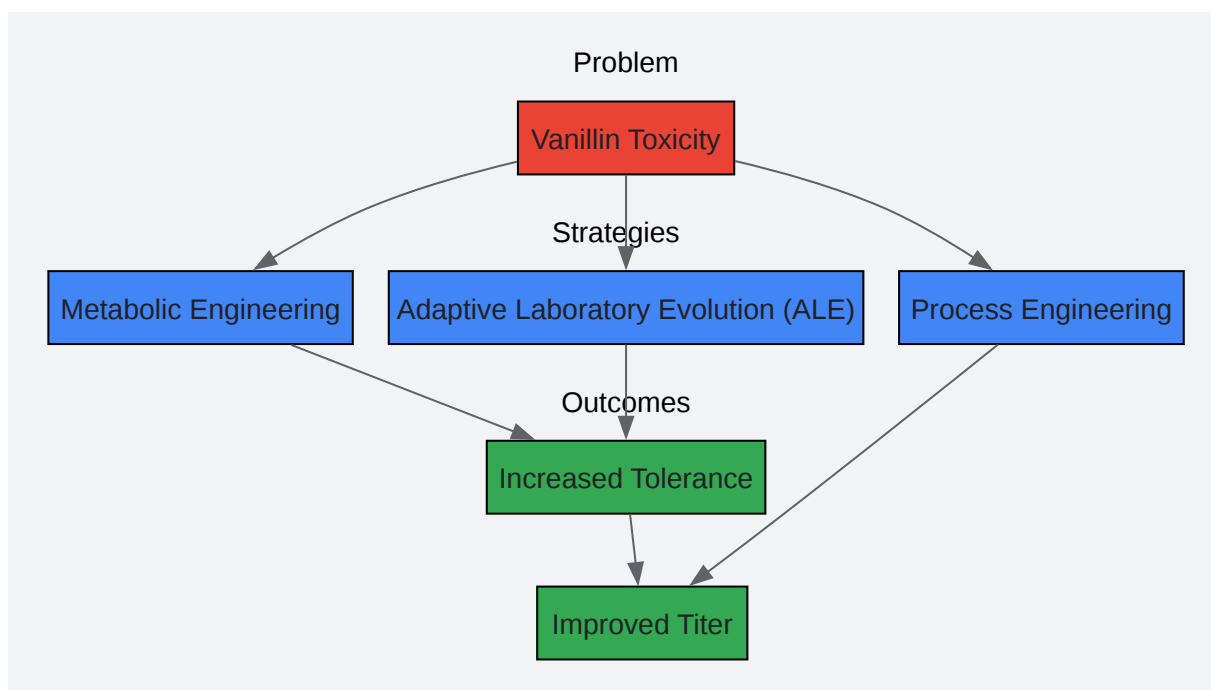 Problem
Vanillin Toxicity
Strategies
Metabolic Engineering
Adaptive Laboratory Evolution (ALE)
Process Engineering
Outcomes
Increased Tolerance
Improved Titer